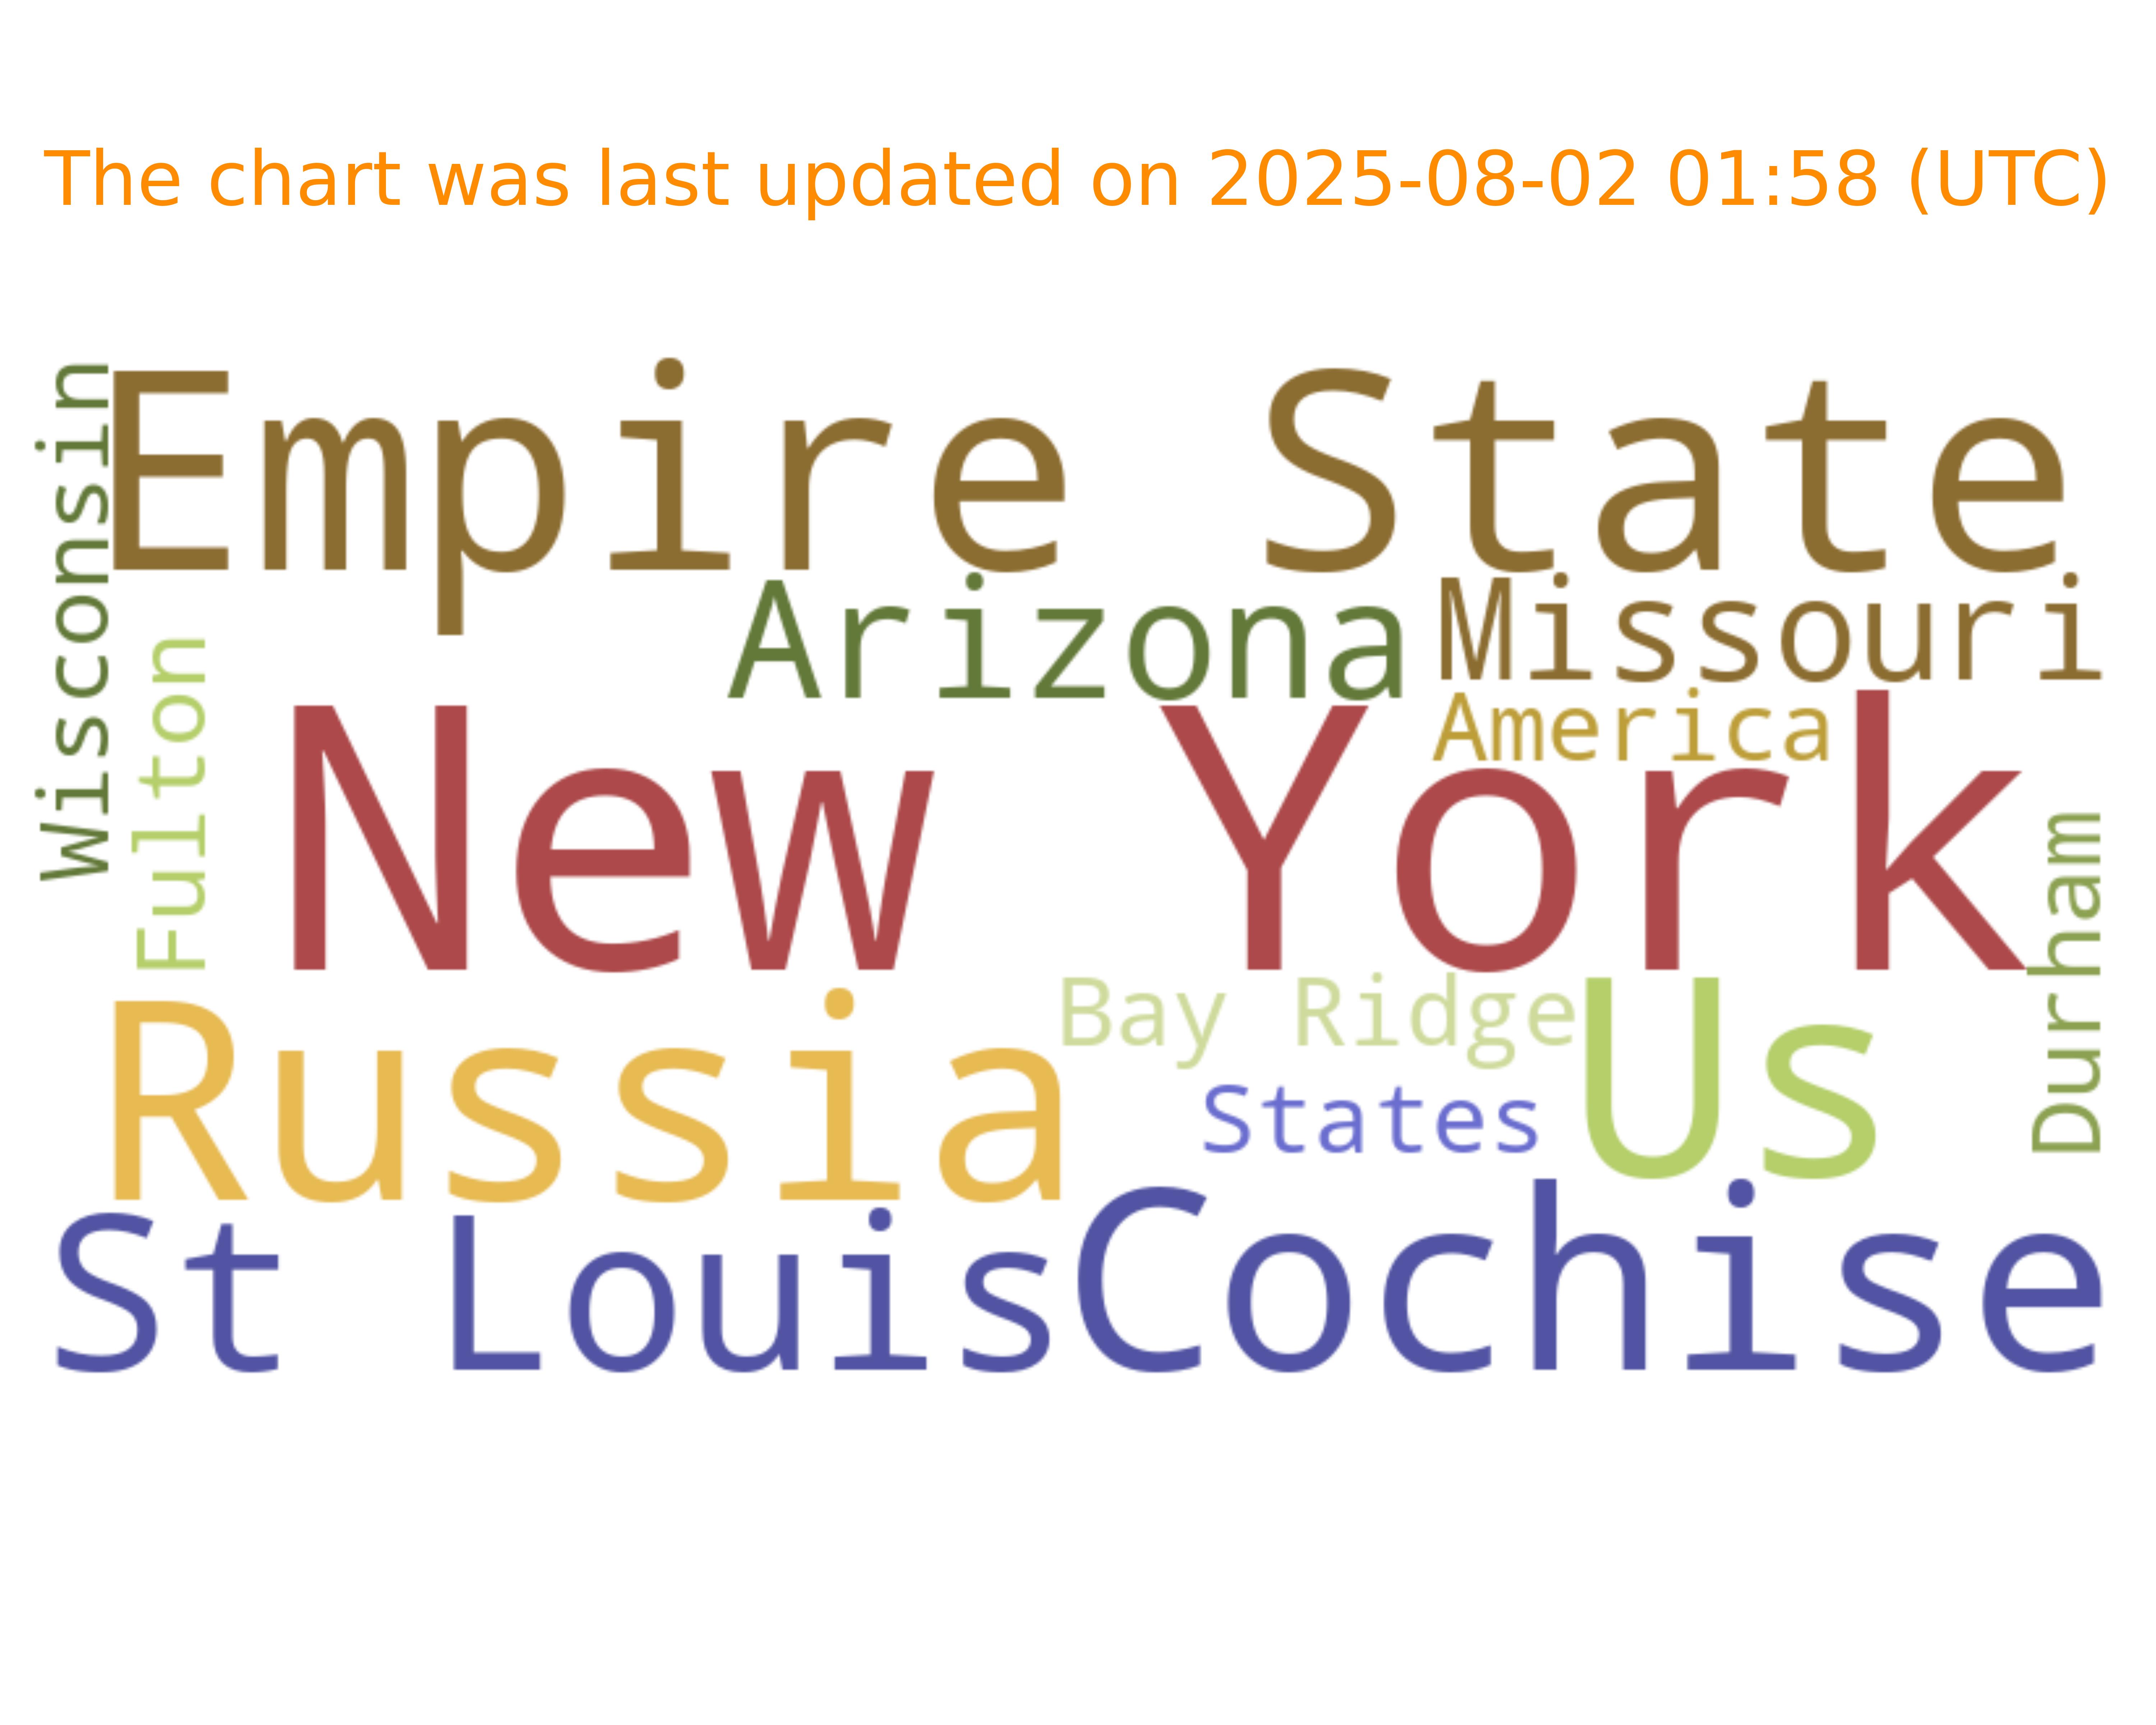 The chart was last updated on 2025-08-02 01:58 (UTC)
Wisconsin
Empire State
Arizona
Missouri
America
Fulton
New York
Durham
Russia
Bay Ridge
Us
States
St Louis
Cochise